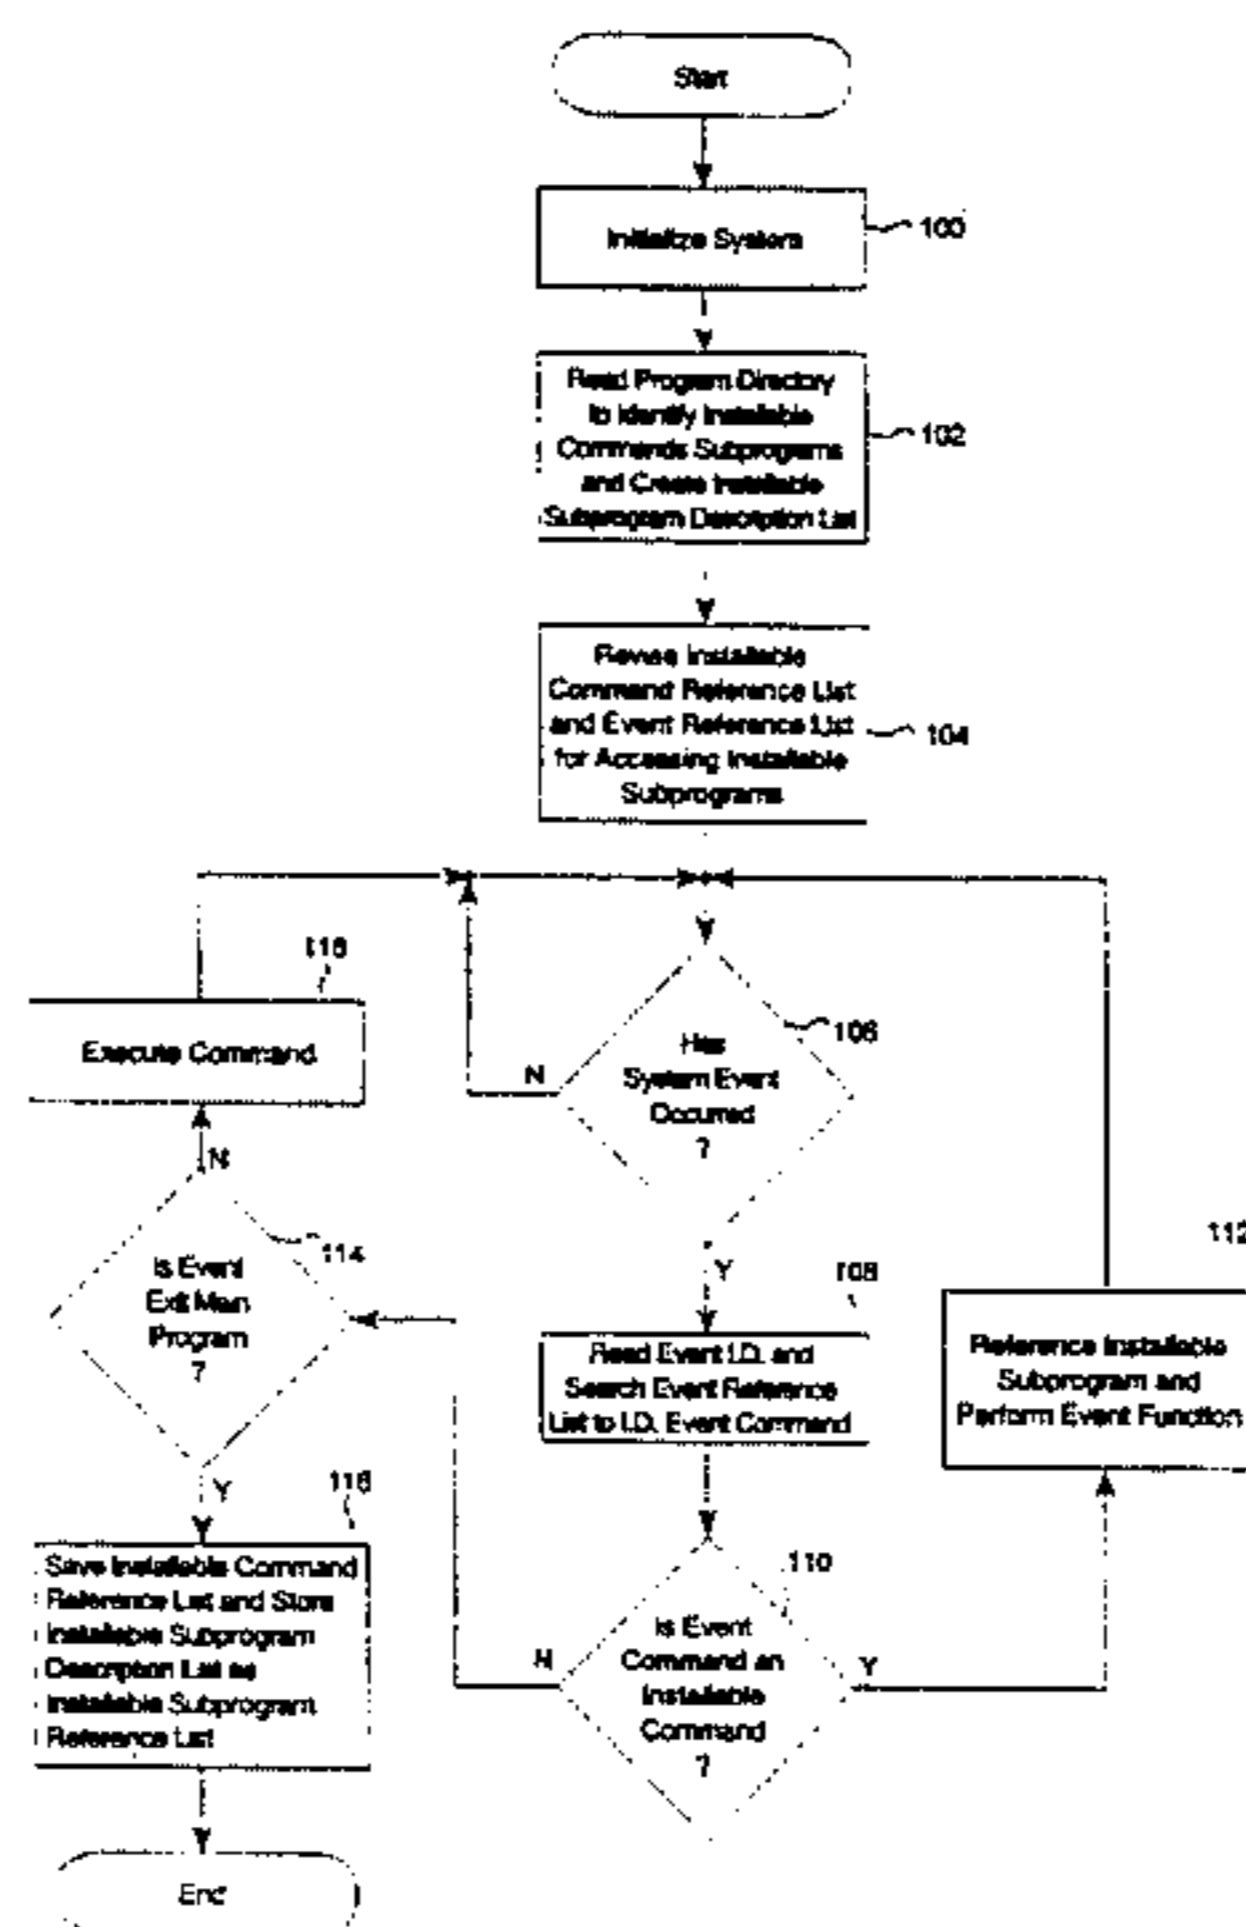 Start
Initialize System
100
Read Program Directory
to Identify Installable
Commands Subprograms
and Create Installable
Subprogram Description List
102
Revise Installable
Command Reference List
and Event Reference List
for Accessing Installable
Subprograms
104
116
Execute Command
N
Has
System Event
Occurred
?
106
N
Y
Is Event
Exit Main
Program
?
114
Y
108
Read Event I.D. and
Search Event Reference
List to I.D. Event Command
112
Reference Installable
Subprogram and
Perform Event Function
Is Event
Command an
Installable
Command
?
110
N
Y
Save Installable Command
Reference List and Store
Installable Subprogram
Description List as
Installable Subprogram
Reference List
End